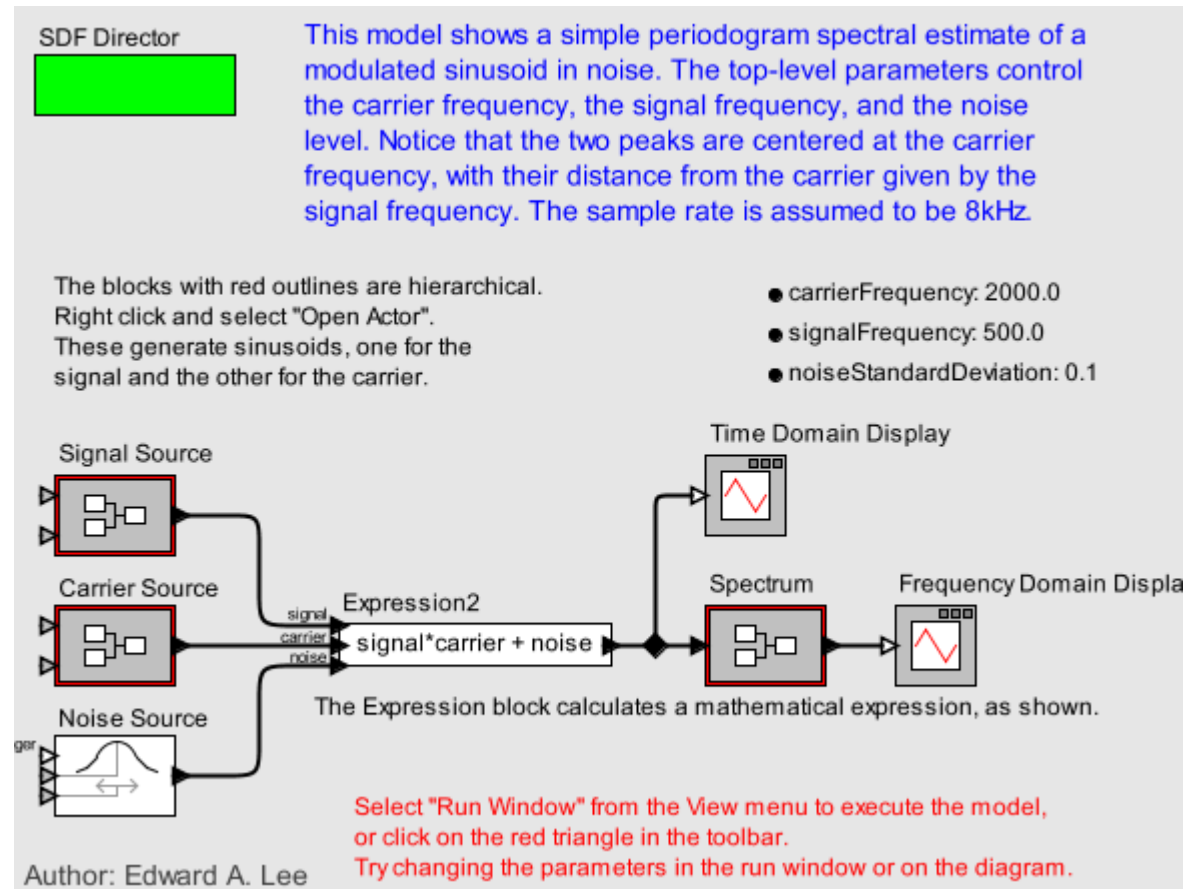 SDF Director
This model shows a simple periodogram spectral estimate of a
modulated sinusoid in noise. The top-level parameters control
the carrier frequency, the signal frequency, and the noise
level. Notice that the two peaks are centered at the carrier
frequency, with their distance from the carrier given by the
signal frequency. The sample rate is assumed to be 8kHz.
The blocks with red outlines are hierarchical.
Right click and select "Open Actor".
These generate sinusoids, one for the
signal and the other for the carrier.
carrierFrequency: 2000.0
signalFrequency: 500.0
noiseStandardDeviation: 0.1
Time Domain Display
Signal Source
Carrier Source
Spectrum
Frequency Domain Displa
signal
carrier
noise
Expression2
signal*carrier + noise
The Expression block calculates a mathematical expression, as shown.
Noise Source
ger
Select "Run Window" from the View menu to execute the model,
or click on the red triangle in the toolbar.
Try changing the parameters in the run window or on the diagram.
Author: Edward A. Lee